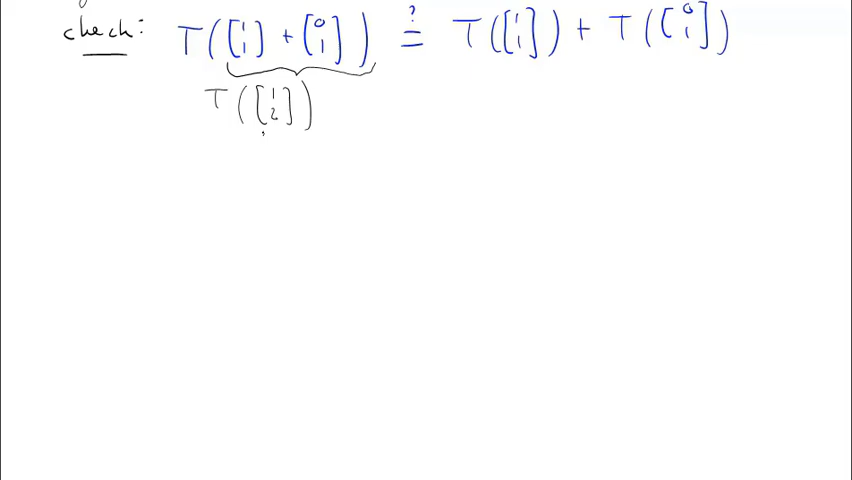 check: T([1 1] + [0 1]) ≟ T([1 1]) + T([0 1])
T([1 2])